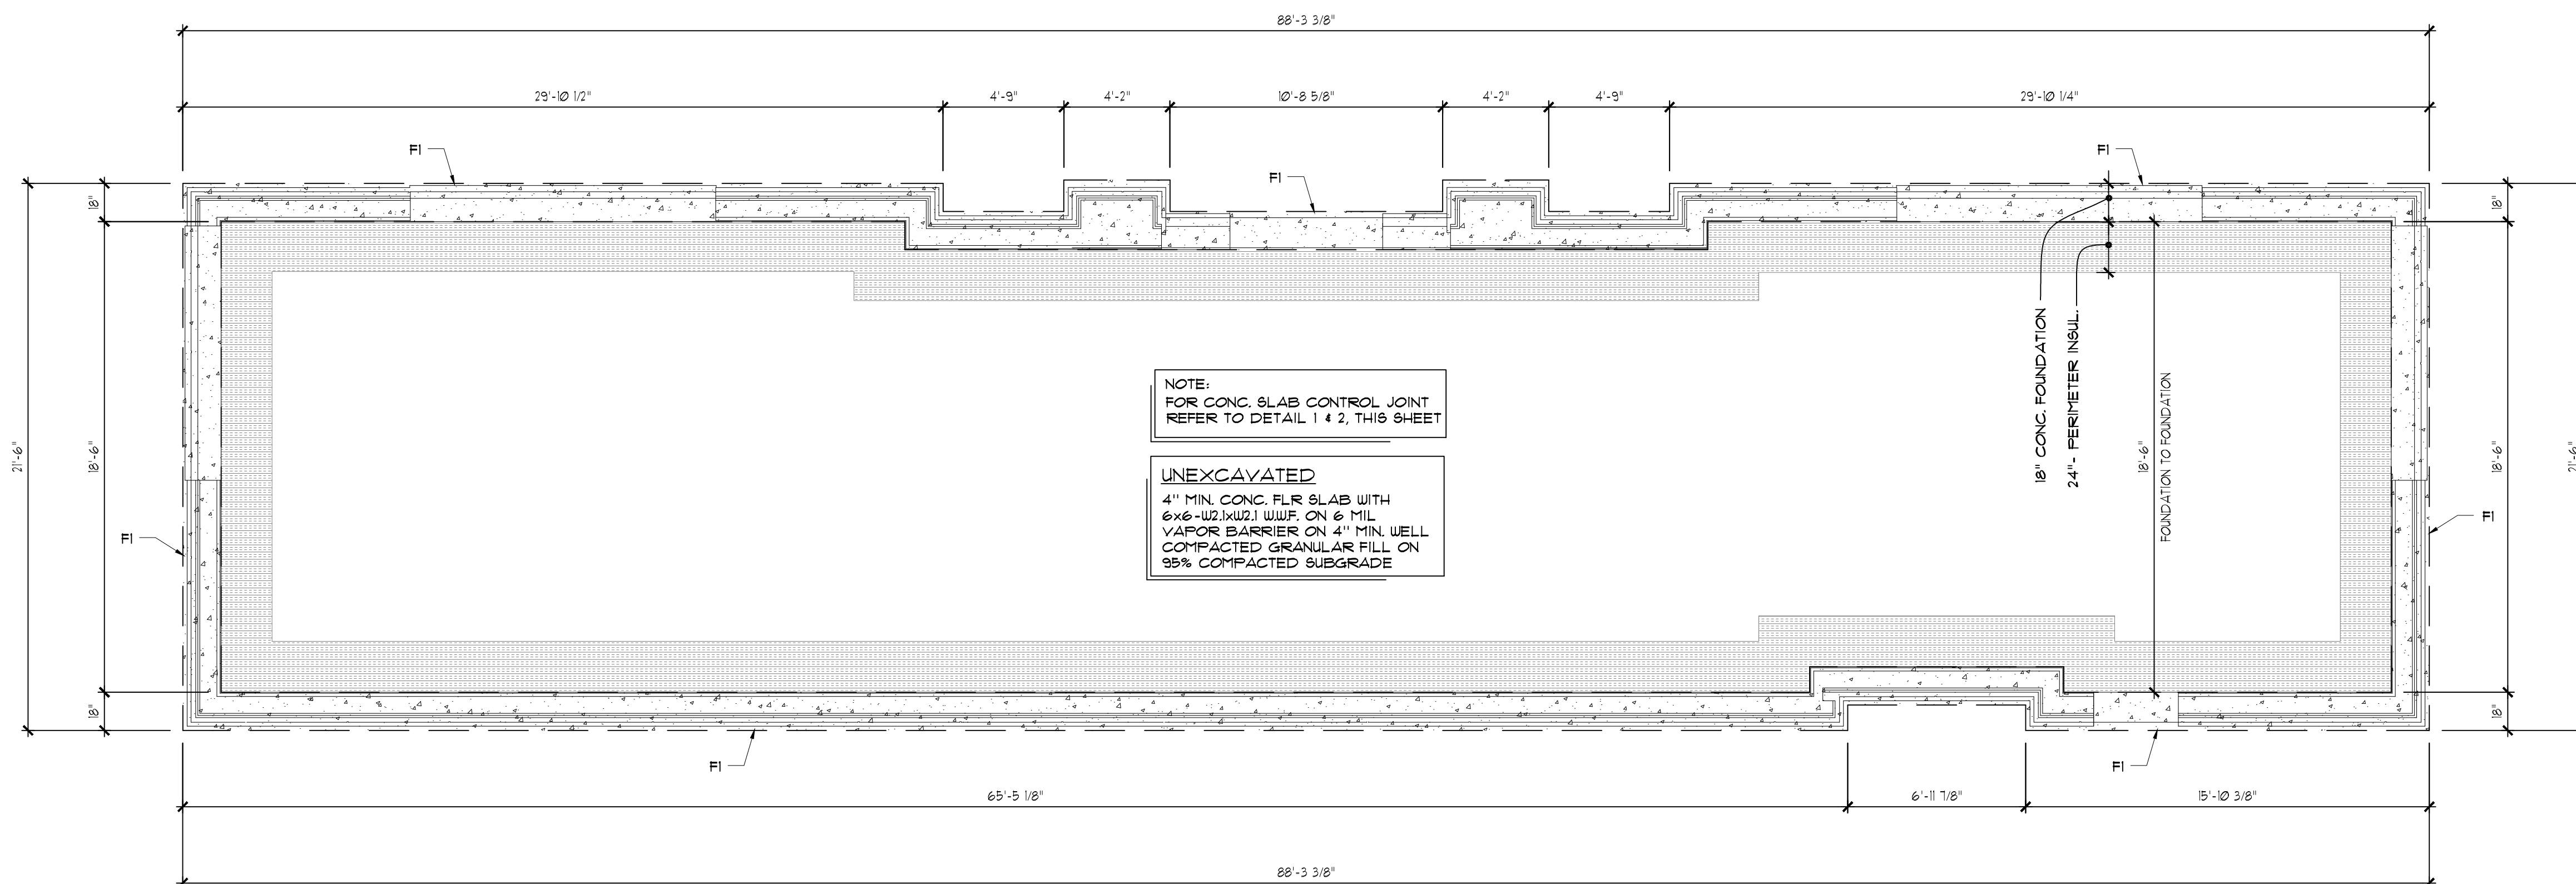 88'-3 3/8"
29'-10 1/2"
4'-9"
4'-2"
10'-8 5/8"
4'-2"
4'-9"
29'-10 1/4"
F1
F1
F1
18"
18"
21'-6"
18'-6"
18" CONC. FOUNDATION
24"- PERIMETER INSUL.
18'-6"
FOUNDATION TO FOUNDATION
18'-6"
21'-6"
NOTE:
FOR CONC. SLAB CONTROL JOINT
REFER TO DETAIL 1 & 2, THIS SHEET
UNEXCAVATED
4" MIN. CONC. FLR SLAB WITH
6x6-W2.1xW2.1 W.W.F. ON 6 MIL
VAPOR BARRIER ON 4" MIN. WELL
COMPACTED GRANULAR FILL ON
95% COMPACTED SUBGRADE
F1
F1
18"
18"
F1
F1
65'-5 1/8"
6'-11 7/8"
15'-10 3/8"
88'-3 3/8"